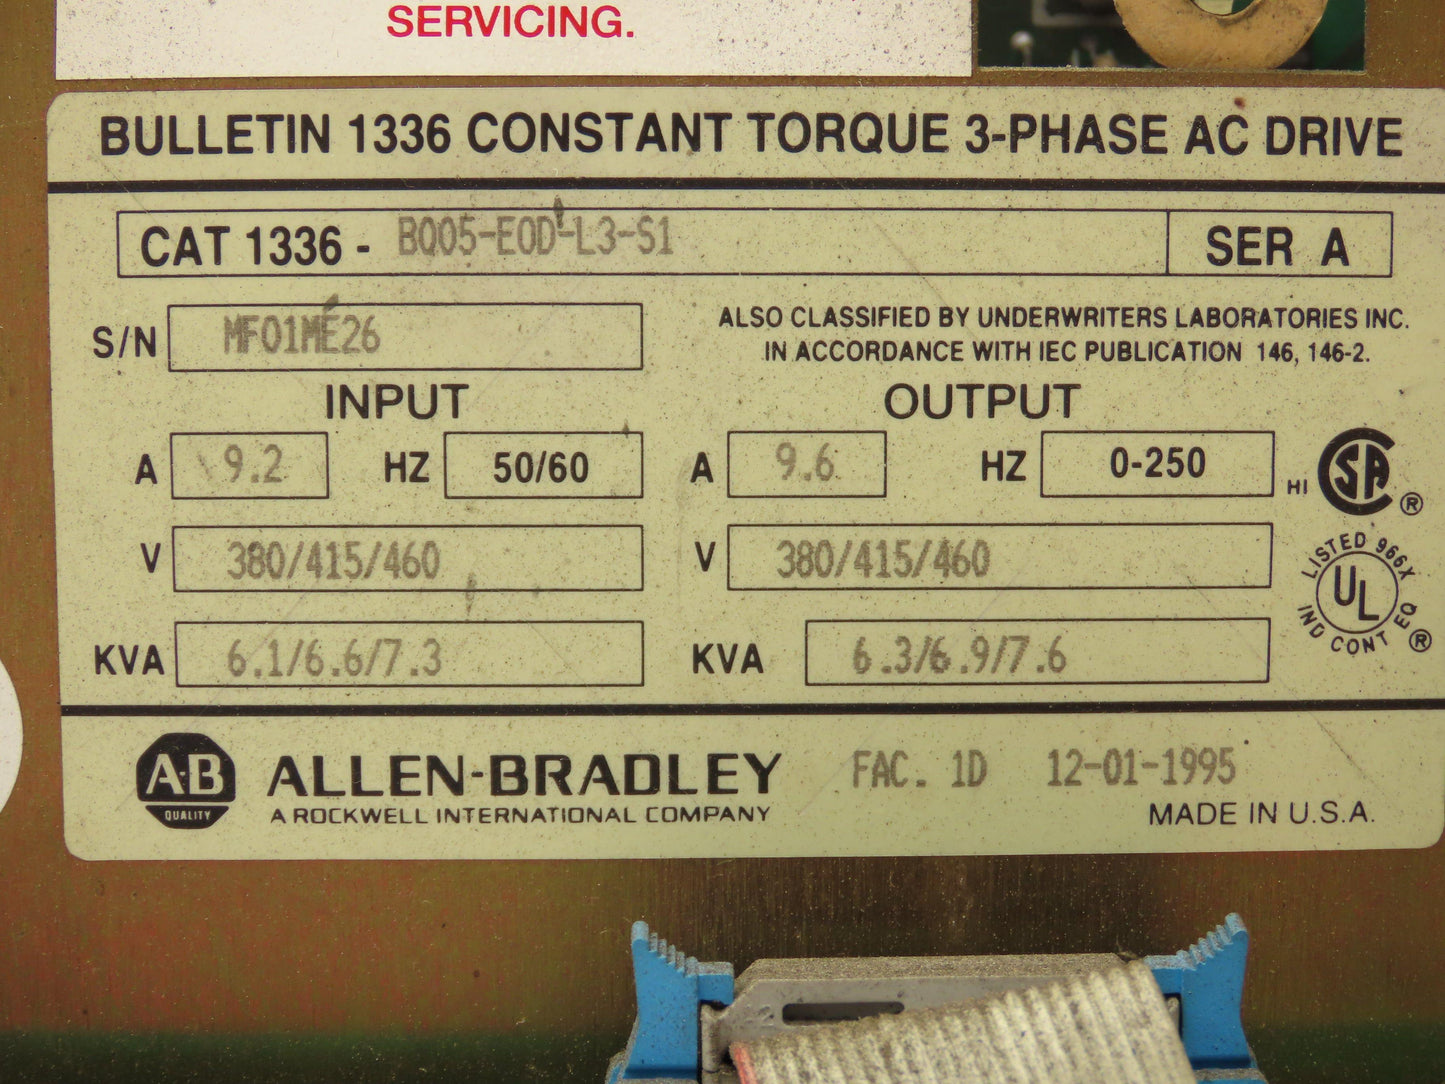 SERVICING.
BULLETIN 1336 CONSTANT TORQUE 3-PHASE AC DRIVE
CAT 1336 - BQ05-EOD-L3-S1 SER A
S/N MF01ME26
ALSO CLASSIFIED BY UNDERWRITERS LABORATORIES INC.
IN ACCORDANCE WITH IEC PUBLICATION 146, 146-2.
INPUT OUTPUT
A 9.2 HZ 50/60 A 9.6 HZ 0-250
HI SA ®
V 380/415/460 V 380/415/460
LISTED 966X
UL
IND CONT EQ ®
KVA 6.1/6.6/7.3 KVA 6.3/6.9/7.6
A-B
QUALITY
ALLEN-BRADLEY FAC. 1D 12-01-1995
A ROCKWELL INTERNATIONAL COMPANY MADE IN U.S.A.